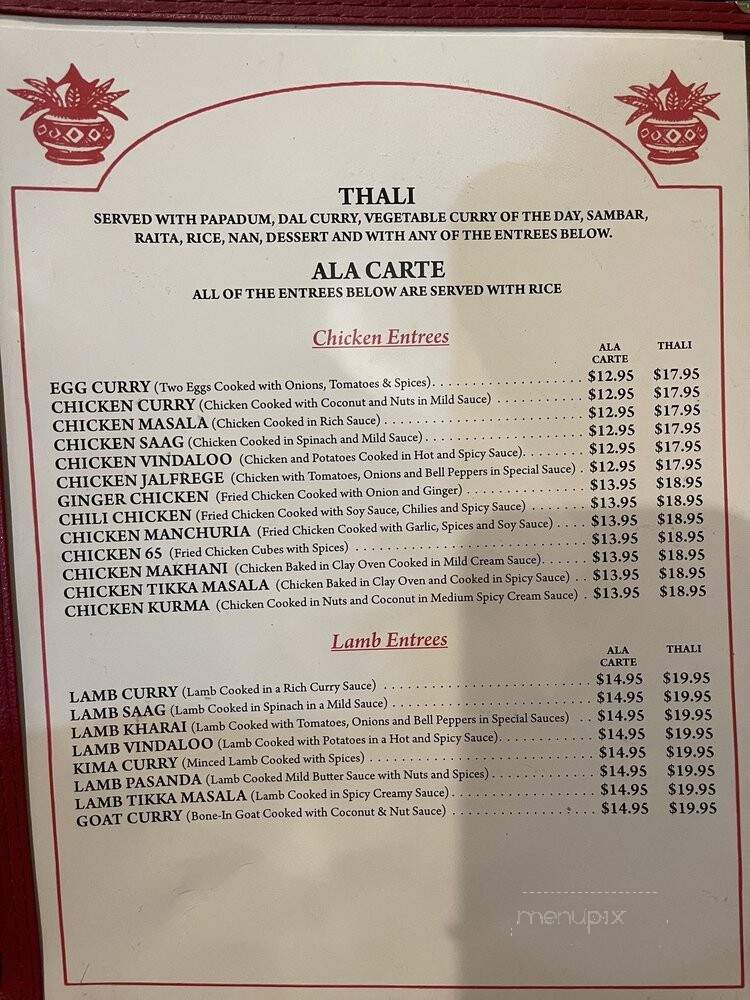 THALI
SERVED WITH PAPADUM, DAL CURRY, VEGETABLE CURRY OF THE DAY, SAMBAR,
RAITA, RICE, NAN, DESSERT AND WITH ANY OF THE ENTREES BELOW.
ALA CARTE
ALL OF THE ENTREES BELOW ARE SERVED WITH RICE
Chicken Entrees
ALA CARTE THALI
EGG CURRY (Two Eggs Cooked with Onions, Tomatoes & Spices). . . . . . . . . . . . . . . . . . . . . . $12.95 $17.95
CHICKEN CURRY (Chicken Cooked with Coconut and Nuts in Mild Sauce) . . . . . . . . . . . . $12.95 $17.95
CHICKEN MASALA (Chicken Cooked in Rich Sauce) . . . . . . . . . . . . . . . . . . . . . . . . . . . . . $12.95 $17.95
CHICKEN SAAG (Chicken Cooked in Spinach and Mild Sauce) . . . . . . . . . . . . . . . . . . . . . . . $12.95 $17.95
CHICKEN VINDALOO (Chicken and Potatoes Cooked in Hot and Spicy Sauce). . . . . . . . $12.95 $17.95
CHICKEN JALFREGE (Chicken with Tomatoes, Onions and Bell Peppers in Special Sauce) . $12.95 $17.95
GINGER CHICKEN (Fried Chicken Cooked with Onion and Ginger) . . . . . . . . . . . . . . . . $13.95 $18.95
CHILI CHICKEN (Fried Chicken Cooked with Soy Sauce, Chilies and Spicy Sauce) . . . . . . . $13.95 $18.95
CHICKEN MANCHURIA (Fried Chicken Cooked with Garlic, Spices and Soy Sauce) . . . . $13.95 $18.95
CHICKEN 65 (Fried Chicken Cubes with Spices) . . . . . . . . . . . . . . . . . . . . . . . . . . . . . . $13.95 $18.95
CHICKEN MAKHANI (Chicken Baked in Clay Oven Cooked in Mild Cream Sauce). . . . . . $13.95 $18.95
CHICKEN TIKKA MASALA (Chicken Baked in Clay Oven and Cooked in Spicy Sauce) . . $13.95 $18.95
CHICKEN KURMA (Chicken Cooked in Nuts and Coconut in Medium Spicy Cream Sauce) . $13.95 $18.95
Lamb Entrees
ALA CARTE THALI
LAMB CURRY (Lamb Cooked in a Rich Curry Sauce) . . . . . . . . . . . . . . . . . . . . . . . . . . . . $14.95 $19.95
LAMB SAAG (Lamb Cooked in Spinach in a Mild Sauce) . . . . . . . . . . . . . . . . . . . . . . . . . . $14.95 $19.95
LAMB KHARAI (Lamb Cooked with Tomatoes, Onions and Bell Peppers in Special Sauces) . . $14.95 $19.95
LAMB VINDALOO (Lamb Cooked with Potatoes in a Hot and Spicy Sauce). . . . . . . . . . . . $14.95 $19.95
KIMA CURRY (Minced Lamb Cooked with Spices) . . . . . . . . . . . . . . . . . . . . . . . . . . . . . $14.95 $19.95
LAMB PASANDA (Lamb Cooked Mild Butter Sauce with Nuts and Spices) . . . . . . . . . . . . . $14.95 $19.95
LAMB TIKKA MASALA (Lamb Cooked in Spicy Creamy Sauce) . . . . . . . . . . . . . . . . . . . $14.95 $19.95
GOAT CURRY (Bone-In Goat Cooked with Coconut & Nut Sauce) . . . . . . . . . . . . . . . . . . $14.95 $19.95
menupix